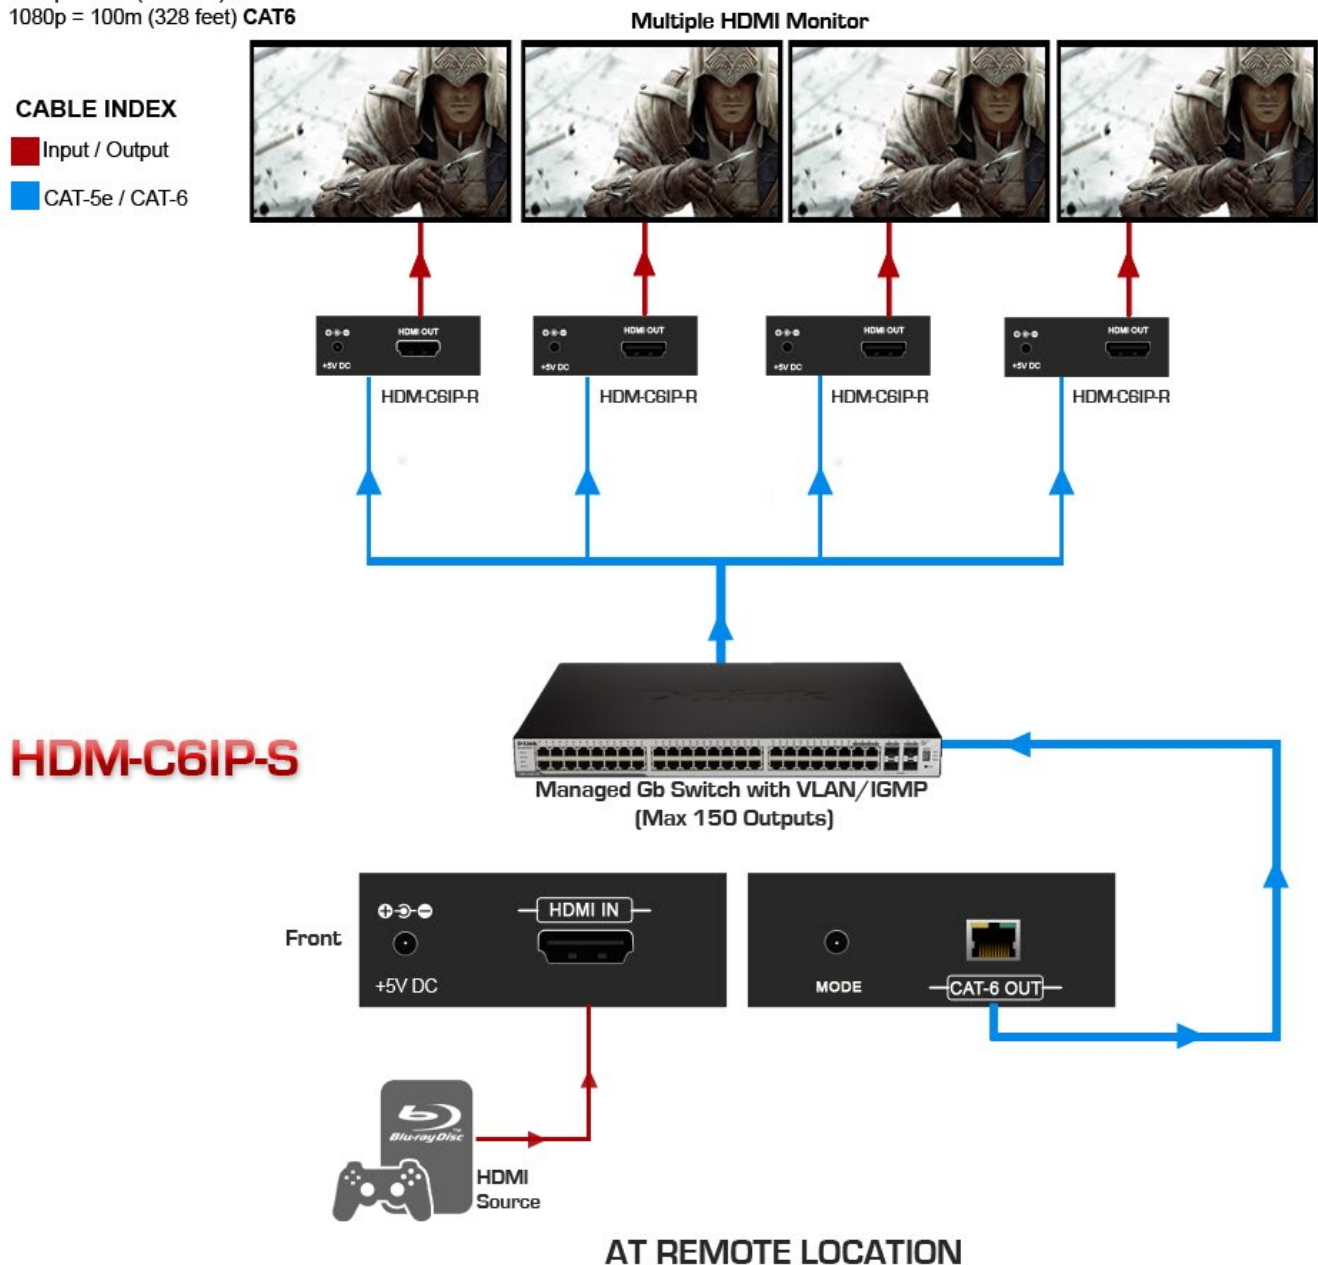 1080p = 100m (328 feet) CAT6
Multiple HDMI Monitor
CABLE INDEX
Input / Output
CAT-5e / CAT-6
HDMI OUT
+5V DC
HDM-C6IP-R
HDMI OUT
+5V DC
HDM-C6IP-R
HDMI OUT
+5V DC
HDM-C6IP-R
HDMI OUT
+5V DC
HDM-C6IP-R
HDM-C6IP-S
D-Link
Managed Gb Switch with VLAN/IGMP
(Max 150 Outputs)
Front
HDMI IN
+5V DC
MODE
CAT-6 OUT
Blu-ray Disc
TM
HDMI
Source
AT REMOTE LOCATION